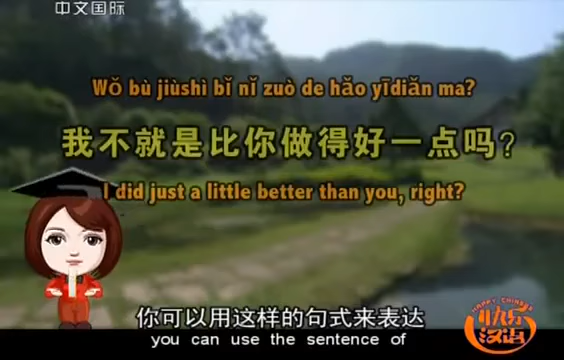 中文国际
Wǒ bù jiùshì bǐ nǐ zuò de hǎo yīdiǎn ma?
我不就是比你做得好一点吗?
I did just a little better than you, right?
你可以用这样的句式来表达
you can use the sentence of
HAPPY CHINESE
快乐
汉语